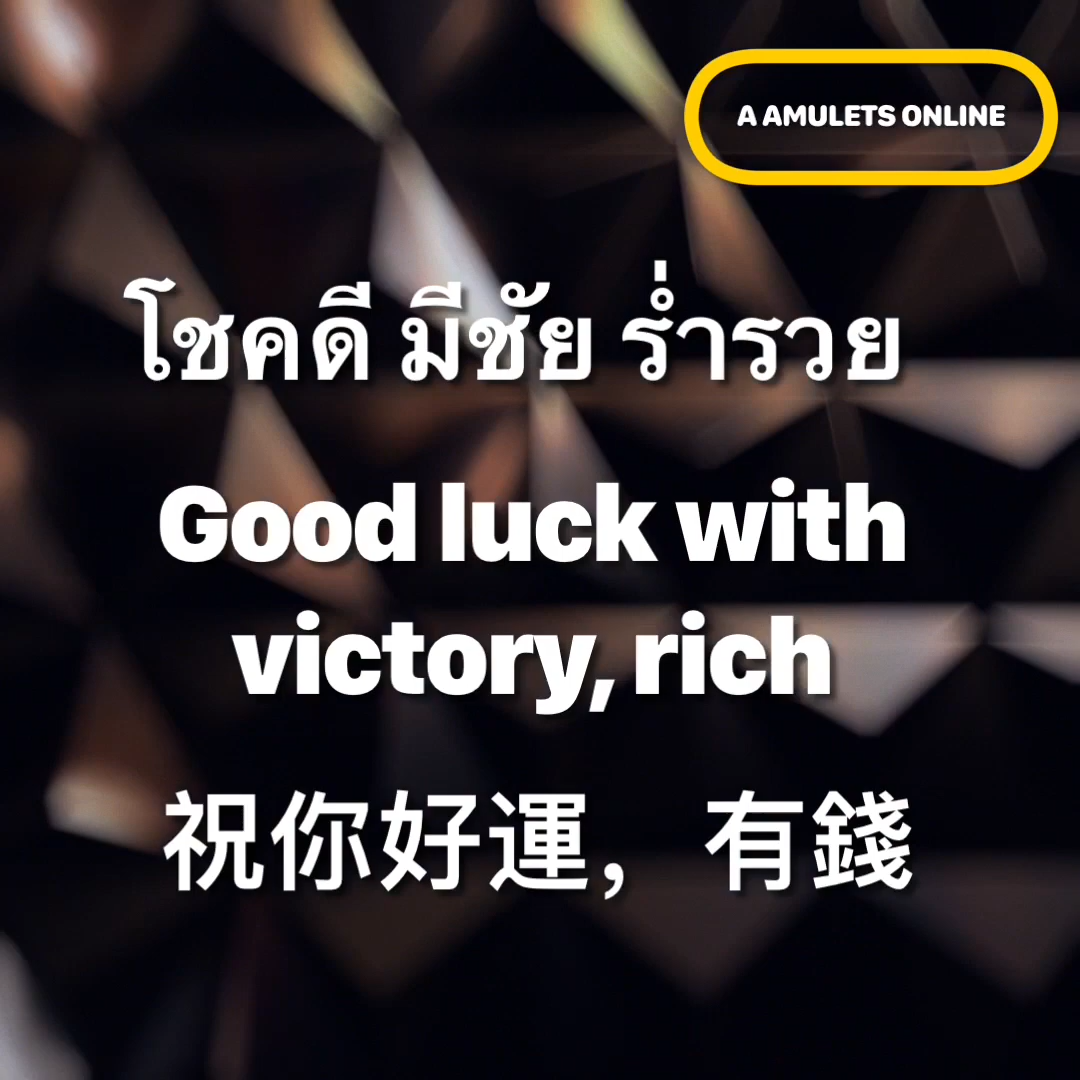 A AMULETS ONLINE
โชคดี มีชัย ร่ำรวย
Good luck with
victory, rich
祝你好運，有錢